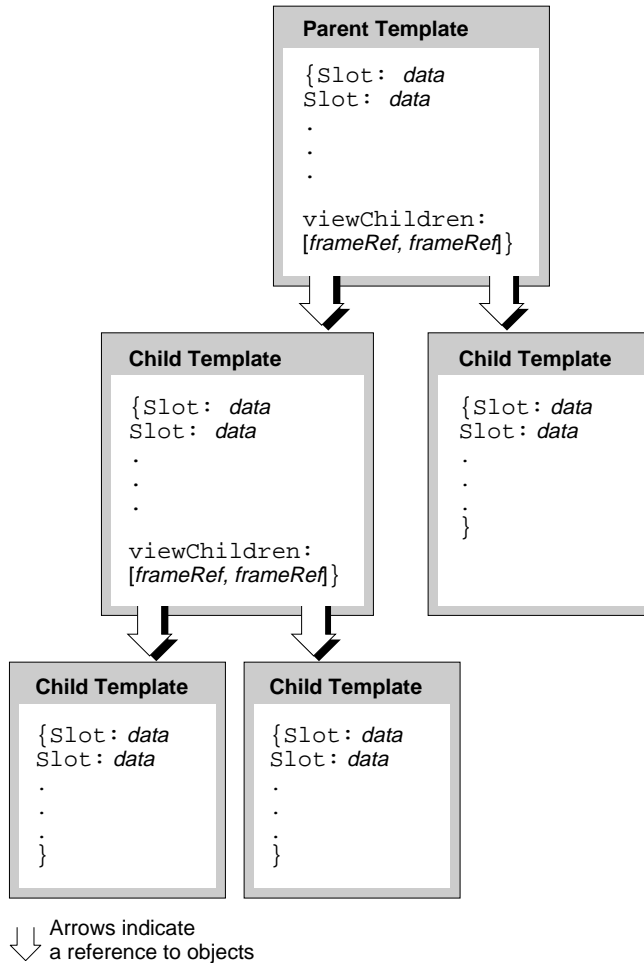 Parent Template
{Slot: data
Slot: data
.
.
.
viewChildren:
[frameRef, frameRef]}
Child Template
{Slot: data
Slot: data
.
.
.
viewChildren:
[frameRef, frameRef]}
Child Template
{Slot: data
Slot: data
.
.
.
}
Child Template
{Slot: data
Slot: data
.
.
.
}
Child Template
{Slot: data
Slot: data
.
.
.
}
Arrows indicate
a reference to objects